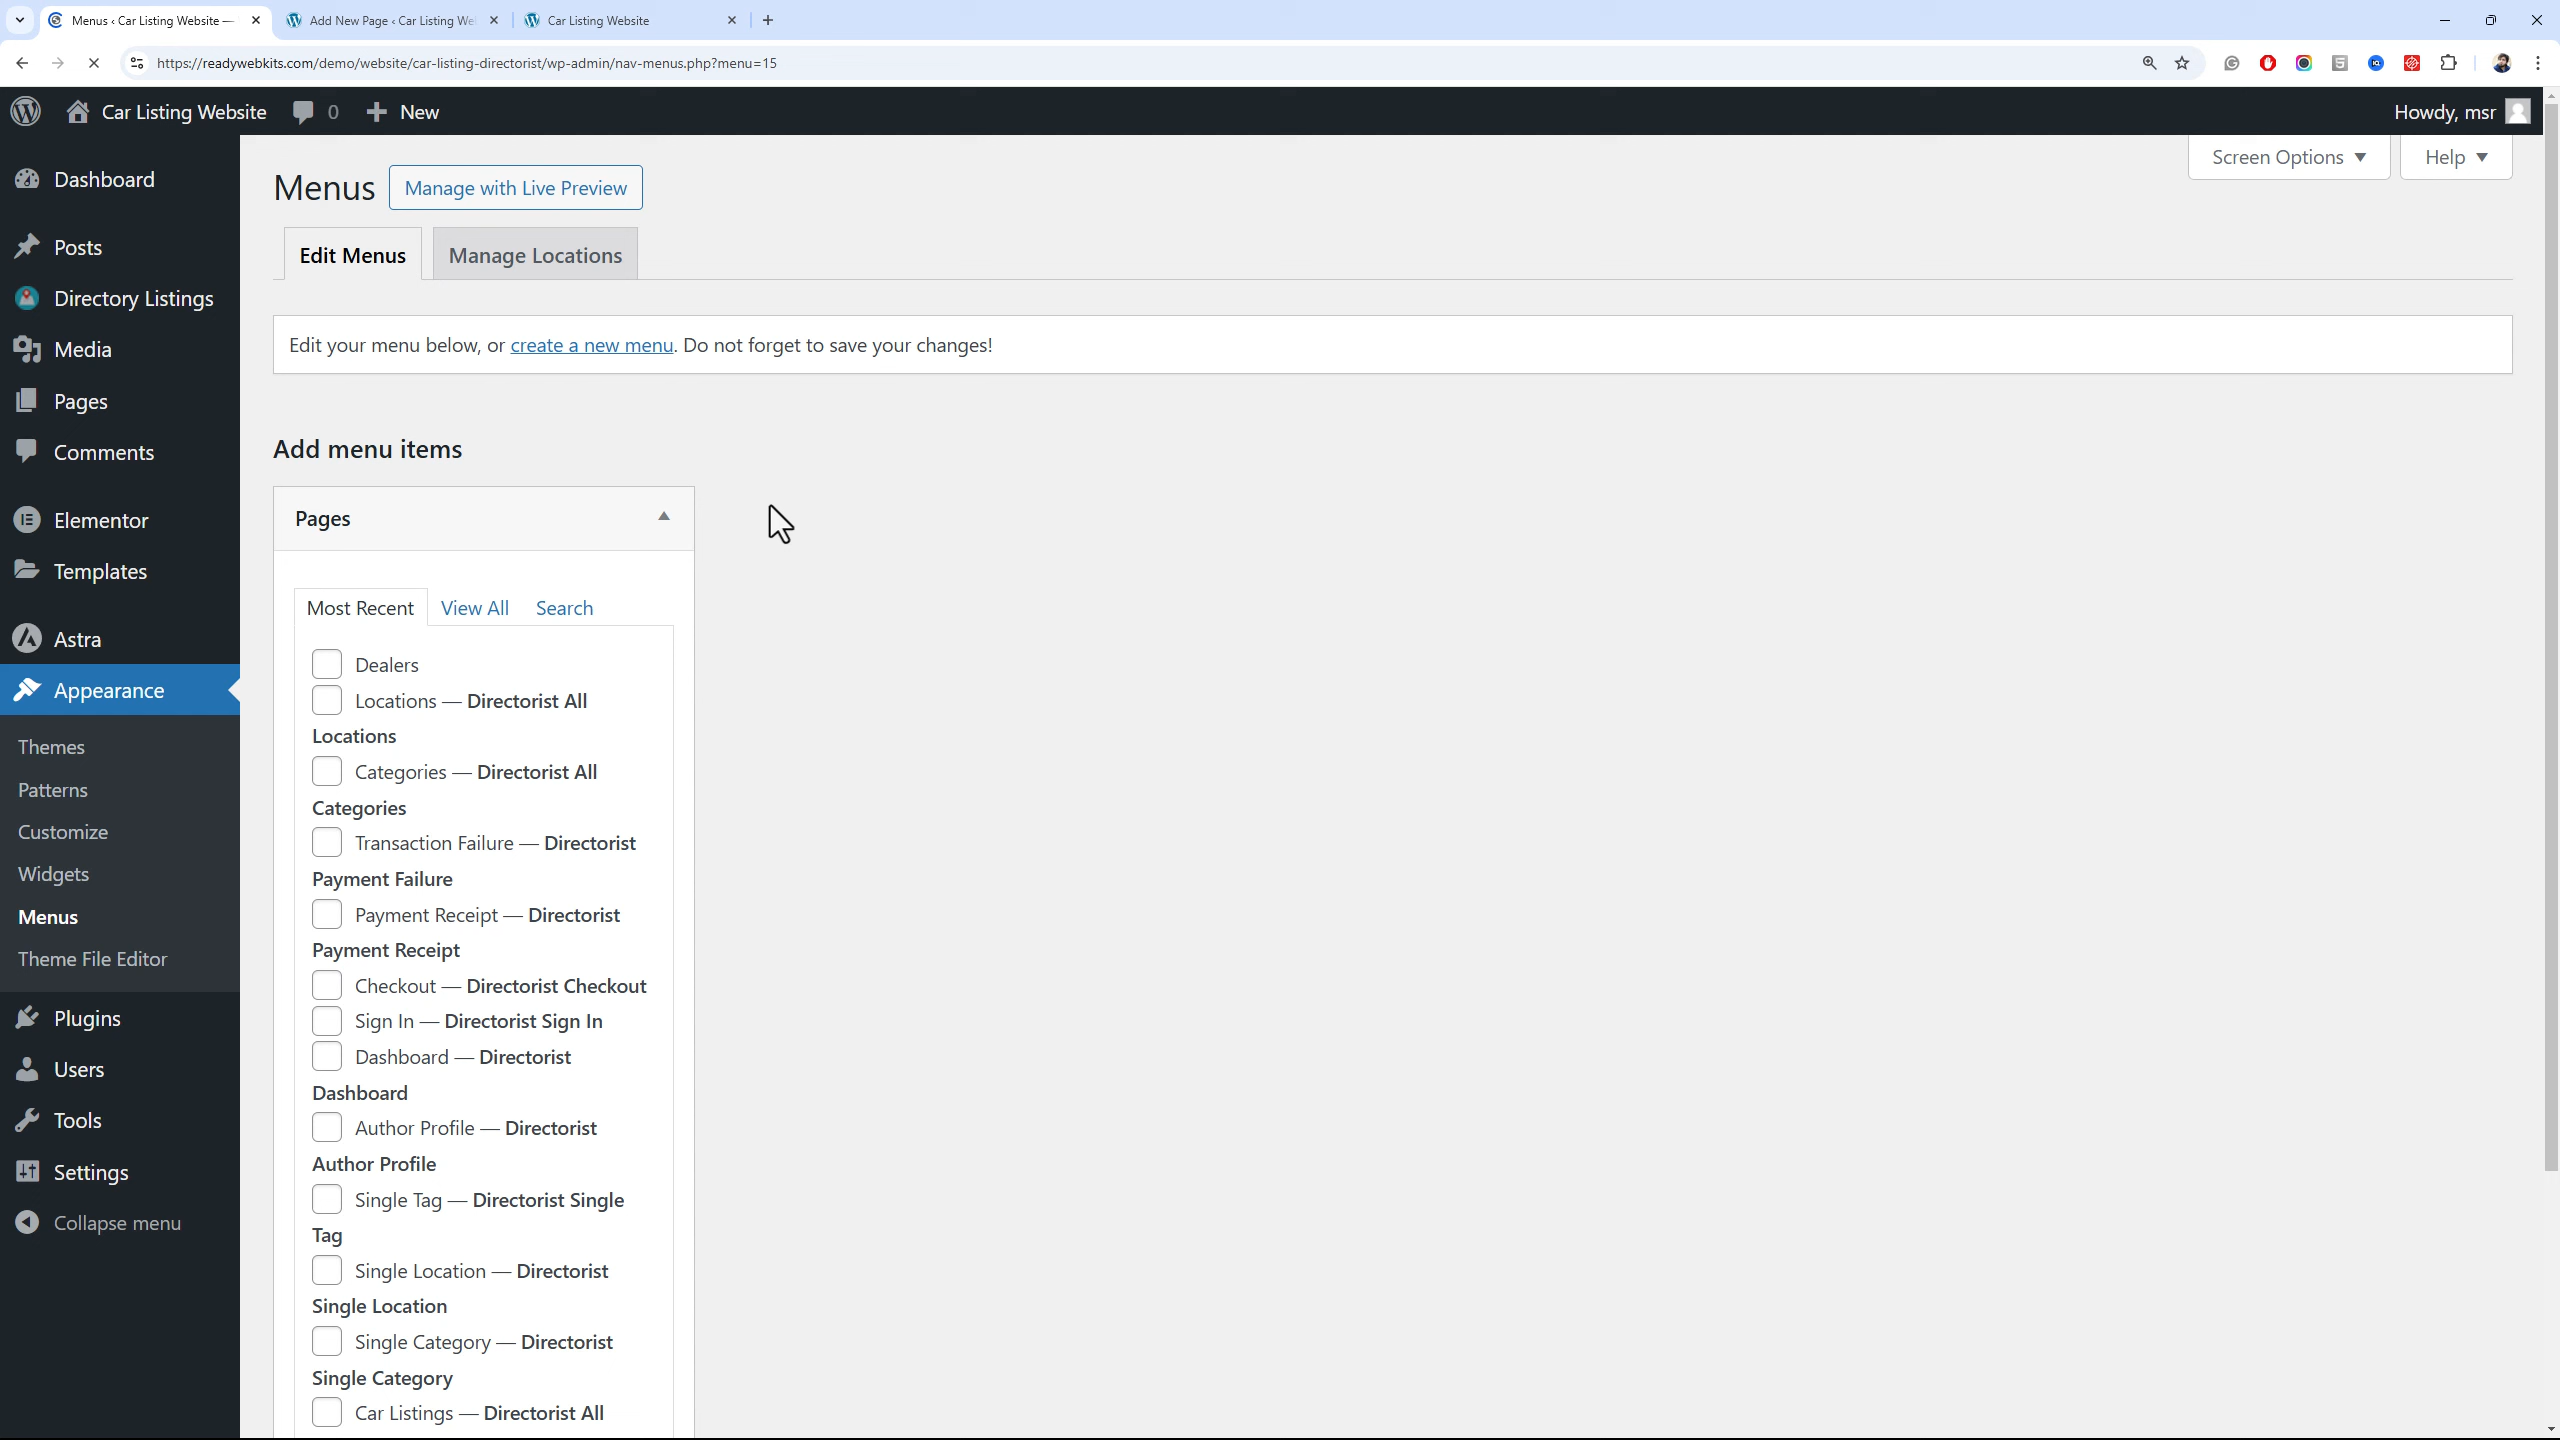 Menus ‹ Car Listing Website —
Add New Page ‹ Car Listing We
Car Listing Website
https://readywebkits.com/demo/website/car-listing-directorist/wp-admin/nav-menus.php?menu=15
Car Listing Website
0
New
Howdy, msr
Screen Options
Help
Dashboard
Posts
Directory Listings
Media
Pages
Comments
Elementor
Templates
Astra
Appearance
Themes
Patterns
Customize
Widgets
Menus
Theme File Editor
Plugins
Users
Tools
Settings
Collapse menu
Menus
Manage with Live Preview
Edit Menus
Manage Locations
Edit your menu below, or create a new menu. Do not forget to save your changes!
Add menu items
Pages
Most Recent
View All
Search
Dealers
Locations — Directorist All
Locations
Categories — Directorist All
Categories
Transaction Failure — Directorist
Payment Failure
Payment Receipt — Directorist
Payment Receipt
Checkout — Directorist Checkout
Sign In — Directorist Sign In
Dashboard — Directorist
Dashboard
Author Profile — Directorist
Author Profile
Single Tag — Directorist Single
Tag
Single Location — Directorist
Single Location
Single Category — Directorist
Single Category
Car Listings — Directorist All